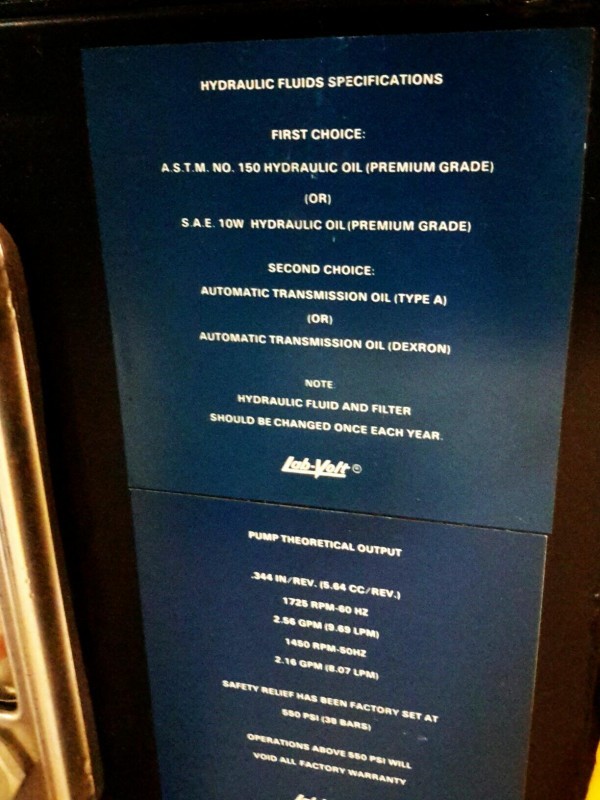 HYDRAULIC FLUIDS SPECIFICATIONS
FIRST CHOICE:
A.S.T.M. NO. 150 HYDRAULIC OIL (PREMIUM GRADE)
(OR)
S.A.E. 10W HYDRAULIC OIL (PREMIUM GRADE)
SECOND CHOICE:
AUTOMATIC TRANSMISSION OIL (TYPE A)
(OR)
AUTOMATIC TRANSMISSION OIL (DEXRON)
NOTE
HYDRAULIC FLUID AND FILTER
SHOULD BE CHANGED ONCE EACH YEAR.
Lab-Volt ®
PUMP THEORETICAL OUTPUT
.344 IN/REV. (5.64 CC/REV.)
1725 RPM-60 HZ
2.56 GPM (9.69 LPM)
1450 RPM-50HZ
2.16 GPM (8.07 LPM)
SAFETY RELIEF HAS BEEN FACTORY SET AT
550 PSI (38 BARS)
OPERATIONS ABOVE 550 PSI WILL
VOID ALL FACTORY WARRANTY